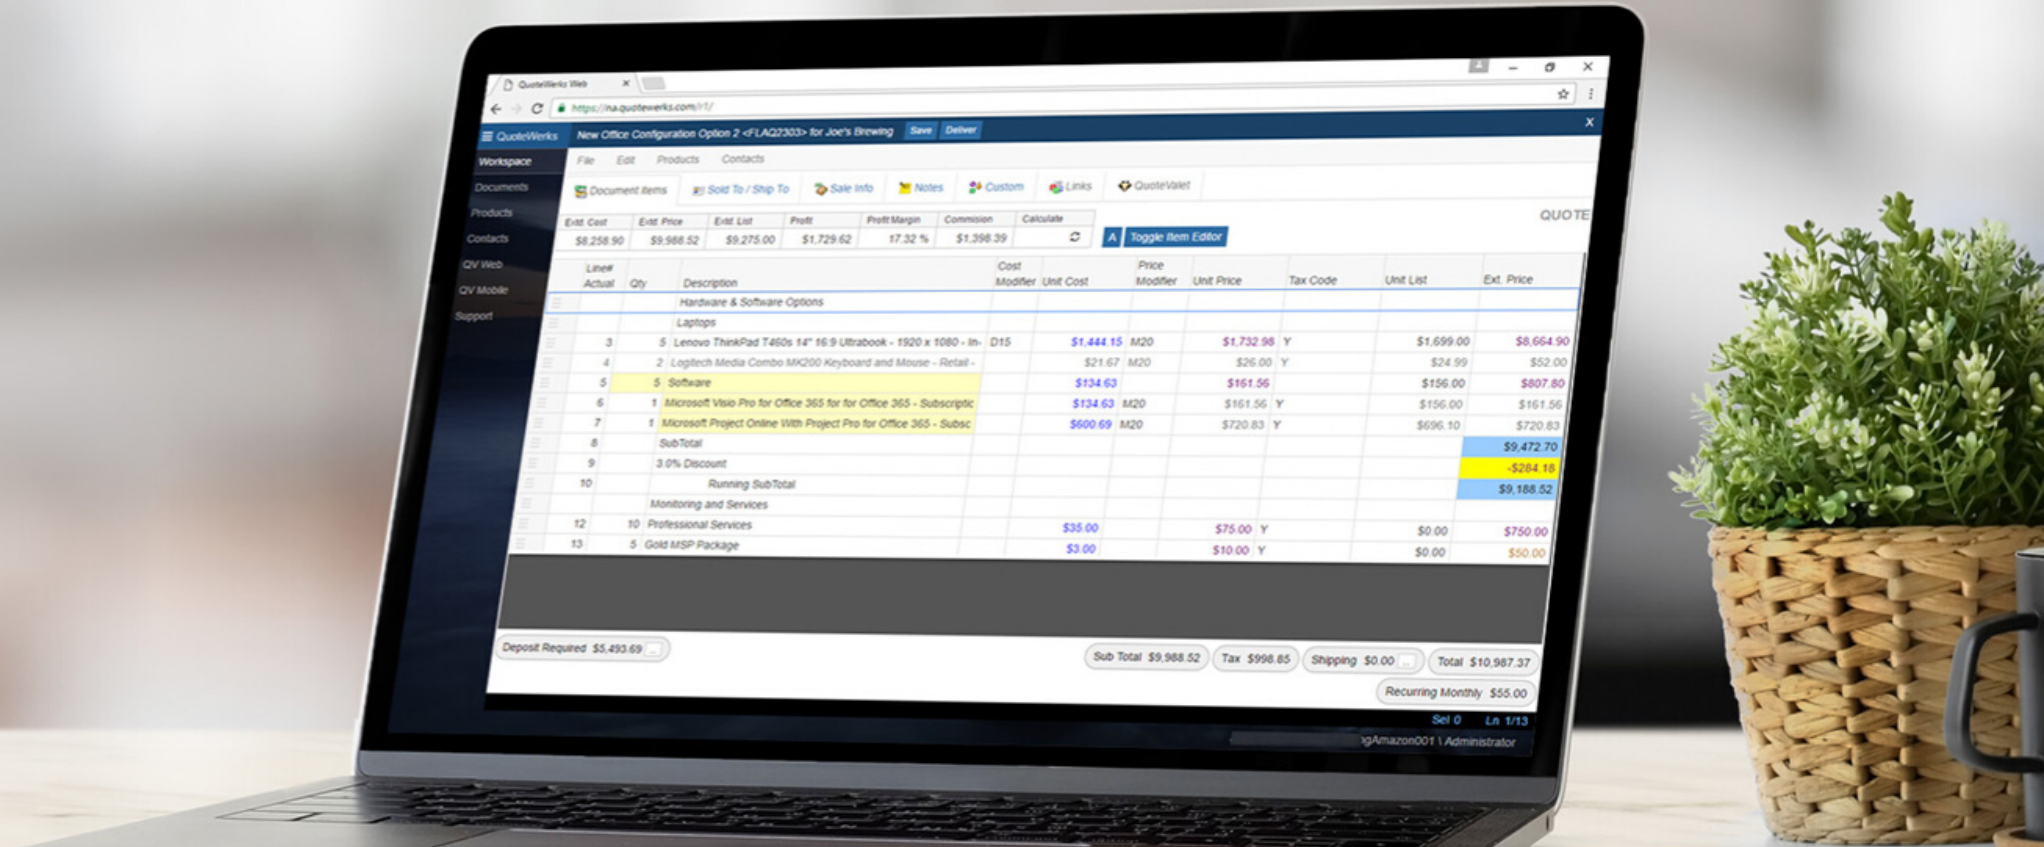 QuoteWerks Web
https://na.quotewerks.com/r1/
QuoteWerks New Office Configuration Option 2 <FLAQ2303> for Joe's Brewing Save Deliver X
Workspace File Edit Products Contacts
Documents Document Items Sold To / Ship To Sale Info Notes Custom Links QuoteValet
Products Extd. Cost Extd. Price Extd. List Profit Profit Margin Commision Calculate QUOTE
Contacts $8,258.90 $9,988.52 $9,275.00 $1,729.62 17.32 % $1,398.39 A Toggle Item Editor
QV Web
QV Mobile
Support
Line# Actual Qty Description Cost Modifier Unit Cost Price Modifier Unit Price Tax Code Unit List Ext. Price
Hardware & Software Options
Laptops
3 5 Lenovo ThinkPad T460s 14" 16:9 Ultrabook - 1920 x 1080 - In- D15 $1,444.15 M20 $1,732.98 Y $1,699.00 $8,664.90
4 2 Logitech Media Combo MK200 Keyboard and Mouse - Retail - $21.67 M20 $26.00 Y $24.99 $52.00
5 5 Software $134.63 $161.56 $156.00 $807.80
6 1 Microsoft Visio Pro for Office 365 for for Office 365 - Subscriptic $134.63 M20 $161.56 Y $156.00 $161.56
7 1 Microsoft Project Online With Project Pro for Office 365 - Subsc $600.69 M20 $720.83 Y $696.10 $720.83
8 SubTotal $9,472.70
9 3.0% Discount -$284.18
10 Running SubTotal $9,188.52
Monitoring and Services
12 10 Professional Services $35.00 $75.00 Y $0.00 $750.00
13 5 Gold MSP Package $3.00 $10.00 Y $0.00 $50.00
Deposit Required $5,493.69 ... Sub Total $9,988.52 Tax $998.85 Shipping $0.00 ... Total $10,987.37
Recurring Monthly $55.00
Sel 0 Ln 1/13
gAmazon001 \ Administrator